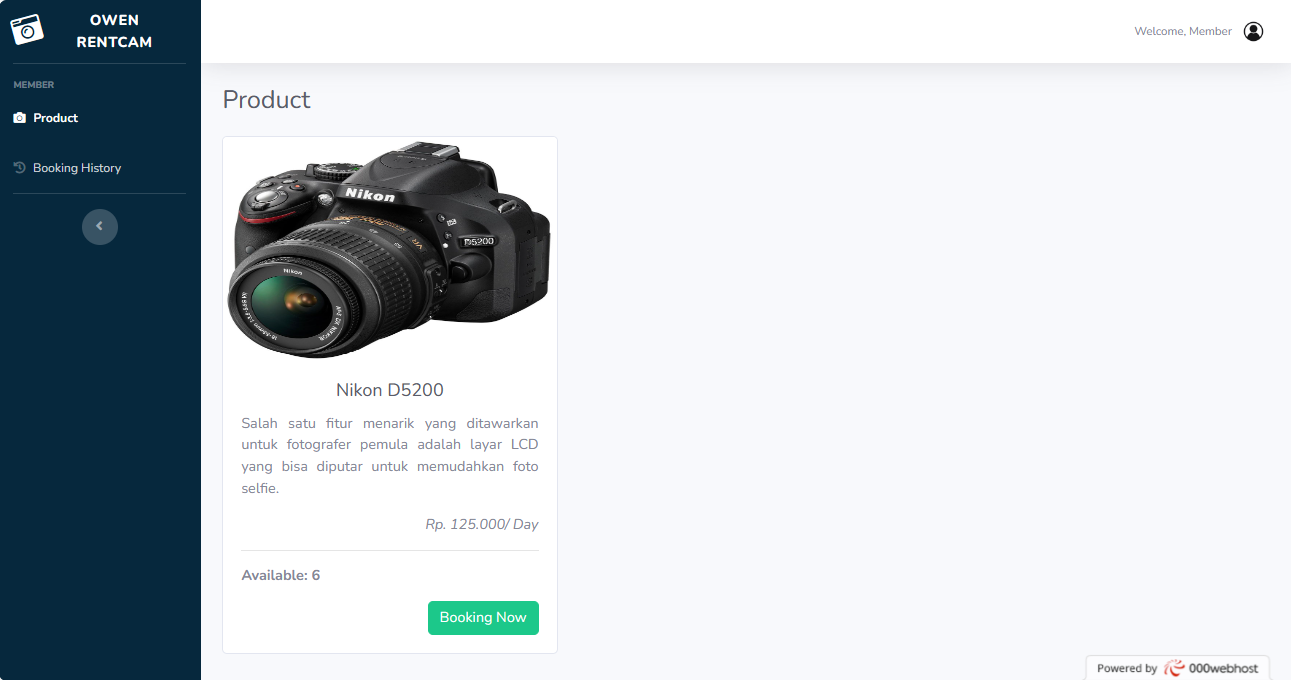 OWEN
RENTCAM
Welcome, Member
MEMBER
Product
Booking History
Product
Nikon
D5200
Nikon
Nikon D5200
Salah satu fitur menarik yang ditawarkan
untuk fotografer pemula adalah layar LCD
yang bisa diputar untuk memudahkan foto
selfie.
Rp. 125.000/ Day
Available: 6
Booking Now
Powered by 000webhost